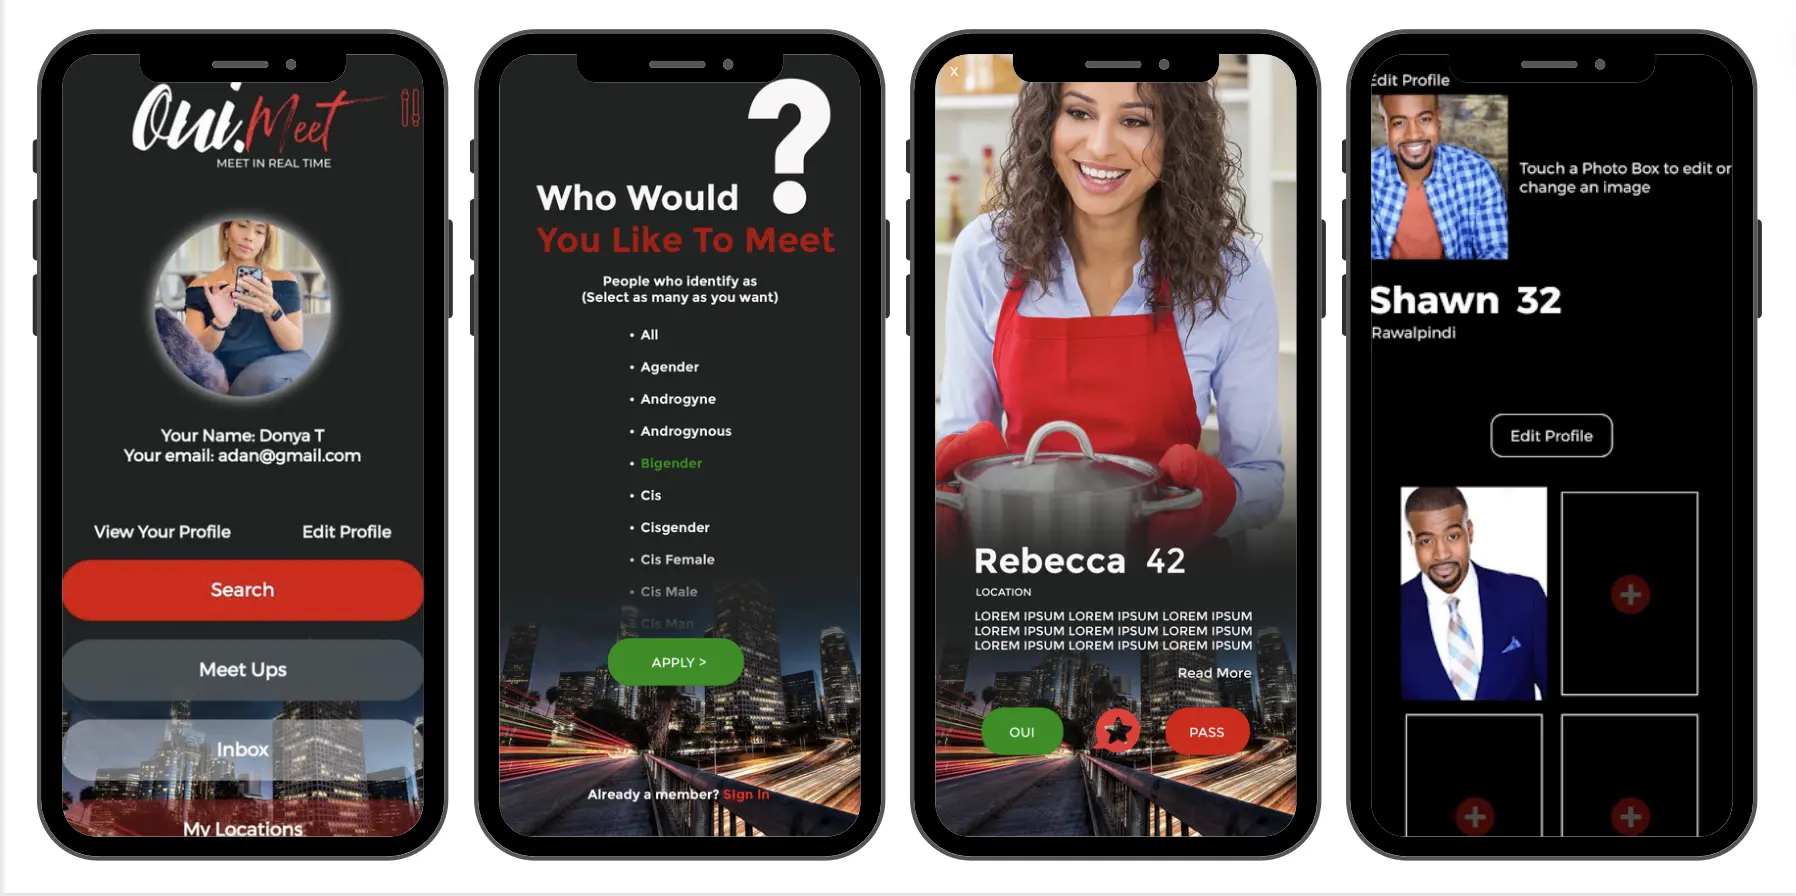 Oui.Meet
MEET IN REAL TIME
Your Name: Donya T
Your email: adan@gmail.com
View Your Profile
Edit Profile
Search
Meet Ups
Inbox
My Locations
?
Who Would
You Like To Meet
People who identify as
(Select as many as you want)
• All
• Agender
• Androgyne
• Androgynous
• Bigender
• Cis
• Cisgender
• Cis Female
• Cis Male
• Cis Man
APPLY >
Already a member? Sign in
X
Rebecca 42
LOCATION
LOREM IPSUM LOREM IPSUM LOREM IPSUM
LOREM IPSUM LOREM IPSUM LOREM IPSUM
LOREM IPSUM LOREM IPSUM LOREM IPSUM
Read More
OUI
PASS
Edit Profile
Touch a Photo Box to edit or
change an image
Shawn 32
Rawalpindi
Edit Profile